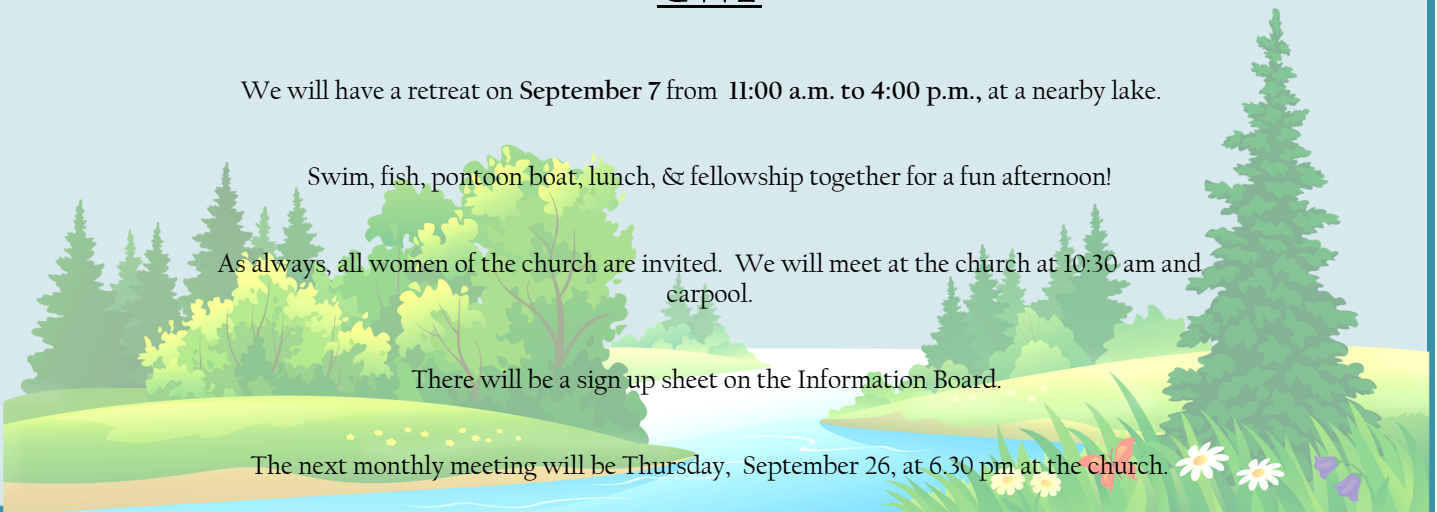 We will have a retreat on September 7 from  11:00 a.m. to 4:00 p.m., at a nearby lake.
Swim, fish, pontoon boat, lunch, & fellowship together for a fun afternoon!
As always, all women of the church are invited.  We will meet at the church at 10:30 am and
carpool.
There will be a sign up sheet on the Information Board.
The next monthly meeting will be Thursday,  September 26, at 6.30 pm at the church.